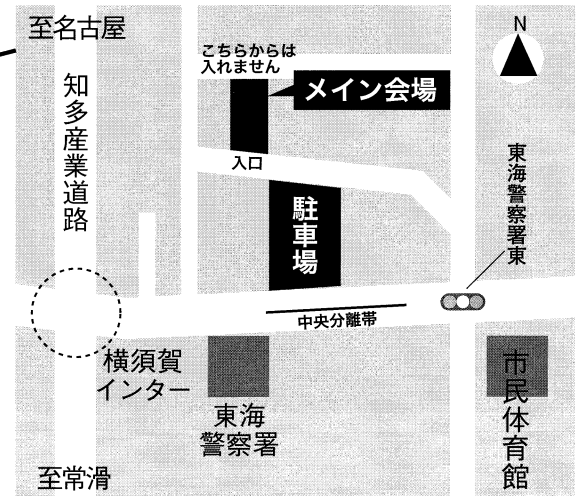 至名古屋
N
こちらからは
入れません
メイン会場
知多産業道路
東海警察署東
入口
駐車場
中央分離帯
横須賀
インター
東海
警察署
市民体育館
至常滑